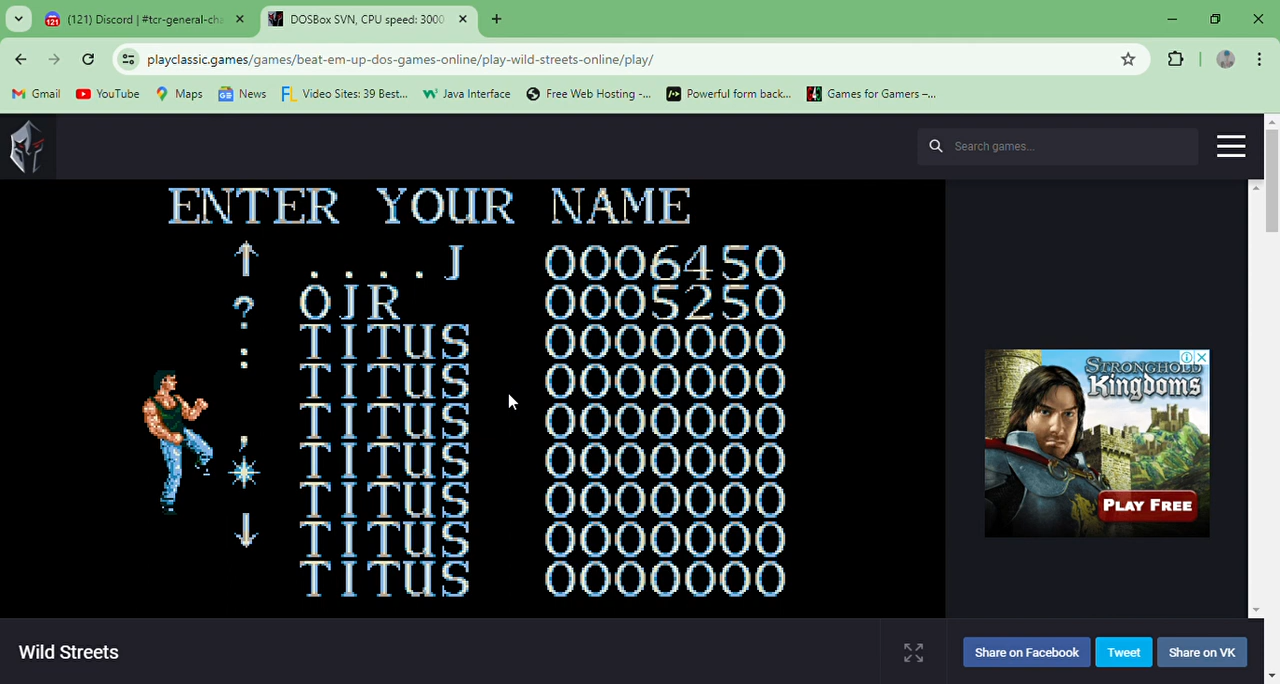 (121) Discord | #tcr-general-cha
DOSBox SVN, CPU speed: 3000
playclassic.games/games/beat-em-up-dos-games-online/play-wild-streets-online/play/
Gmail
YouTube
Maps
News
Video Sites: 39 Best...
Java Interface
Free Web Hosting -...
Powerful form back...
Games for Gamers –...
Search games...
ENTER YOUR NAME
....J 0006450
OJR 0005250
TITUS 0000000
TITUS 0000000
TITUS 0000000
TITUS 0000000
TITUS 0000000
TITUS 0000000
TITUS 0000000
STRONGHOLD
KINGDOMS
PLAY FREE
Wild Streets
Share on Facebook
Tweet
Share on VK